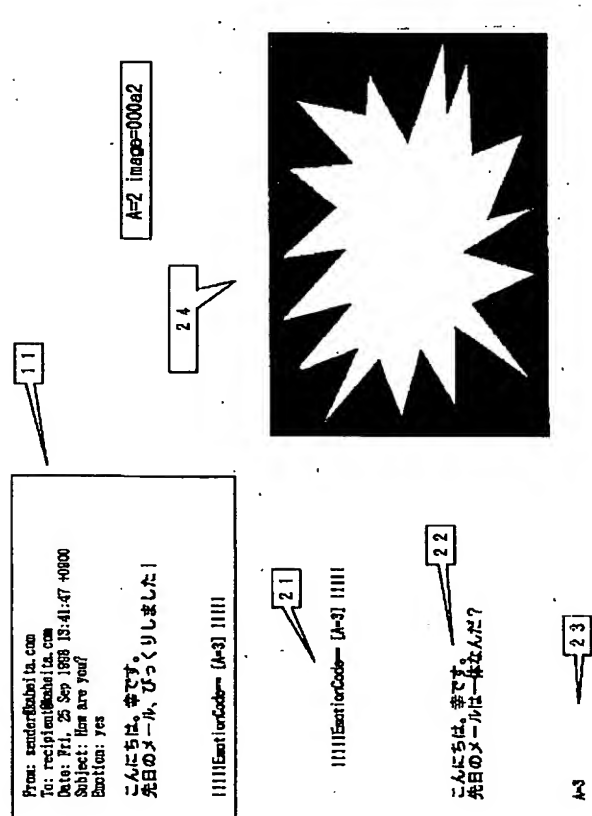 From: sender@kabeita.com
To: recipient@kabeita.com
Date: Fri, 25 Sep 1998 13:41:47 +0900
Subject: How are you?
Emotion: yes
こんにちは。幸です。
先日のメール、びっくりしました!
!!!!!EmotionCode== [A=3] !!!!!
11
21
!!!!!EmotionCode== [A=3] !!!!!
22
こんにちは。幸です。
先日のメールは一体なんだ?
23
A=3
24
A=2 image=000a2